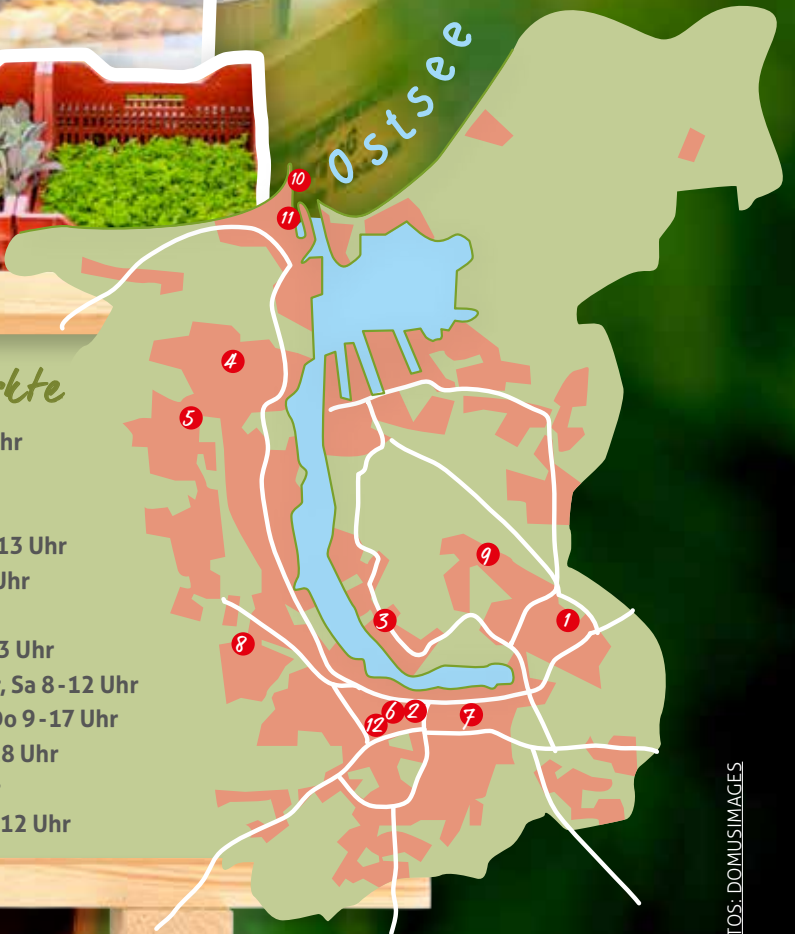 Ostsee
10
11
4
5
9
3
1
8
6
2
7
12
kte
hr
13 Uhr
Uhr
3 Uhr
, Sa 8-12 Uhr
Do 9-17 Uhr
8 Uhr
12 Uhr
TOS: DOMUSIMAGES